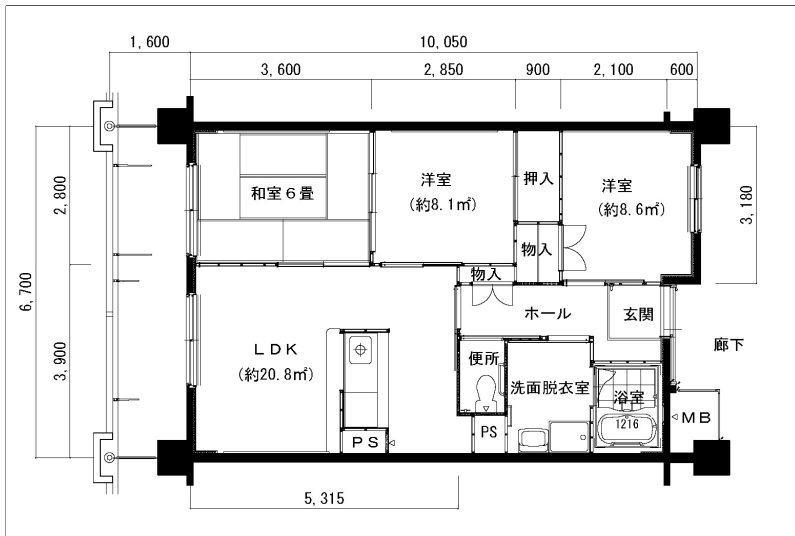 1,600
10,050
3,600
2,850
900
2,100
600
和室6畳
洋室
(約8.1㎡)
押入
洋室
(約8.6㎡)
物入
物入
2,800
6,700
3,900
3,180
ホール
玄関
廊下
LDK
(約20.8㎡)
便所
洗面脱衣室
浴室
1216
MB
PS
PS
5,315